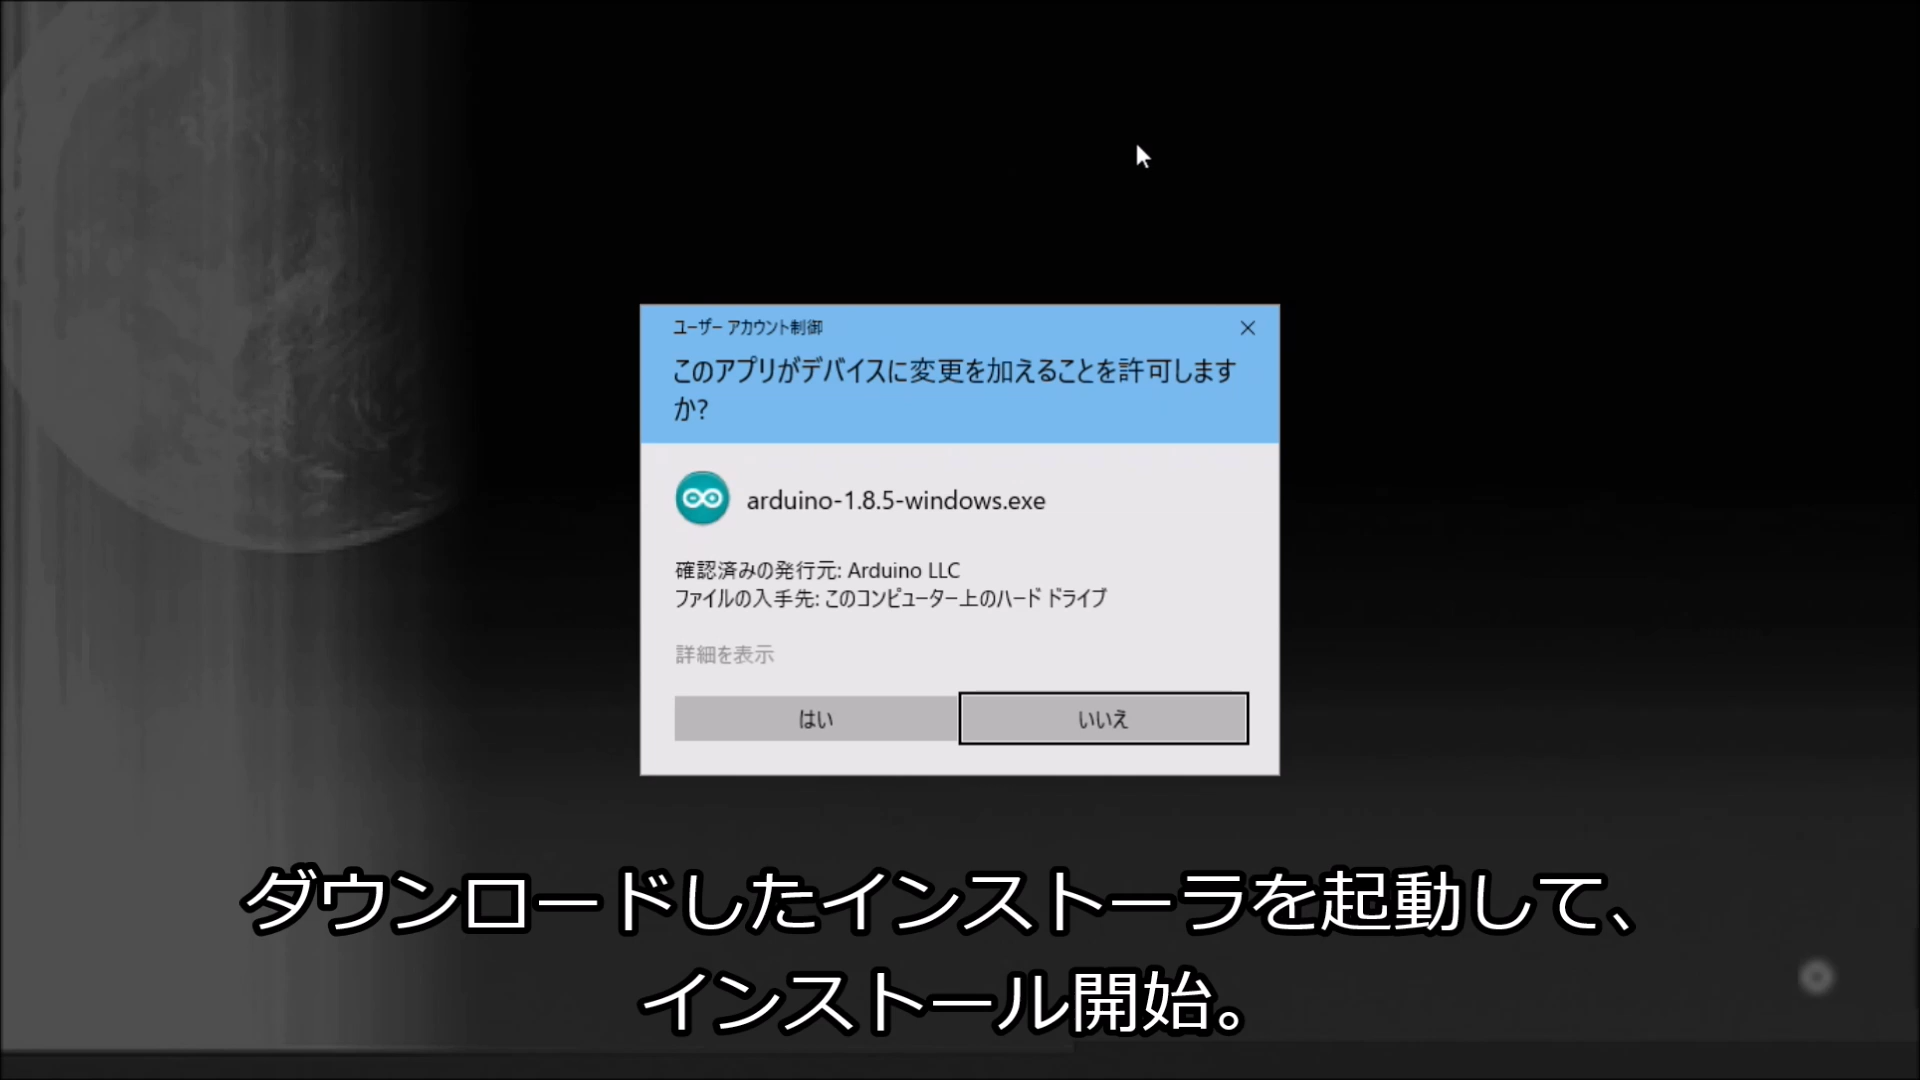 ユーザー アカウント制御
このアプリがデバイスに変更を加えることを許可します
か?
arduino-1.8.5-windows.exe
確認済みの発行元: Arduino LLC
ファイルの入手先: このコンピューター上のハード ドライブ
詳細を表示
はい
いいえ
ダウンロードしたインストーラを起動して、
インストール開始。